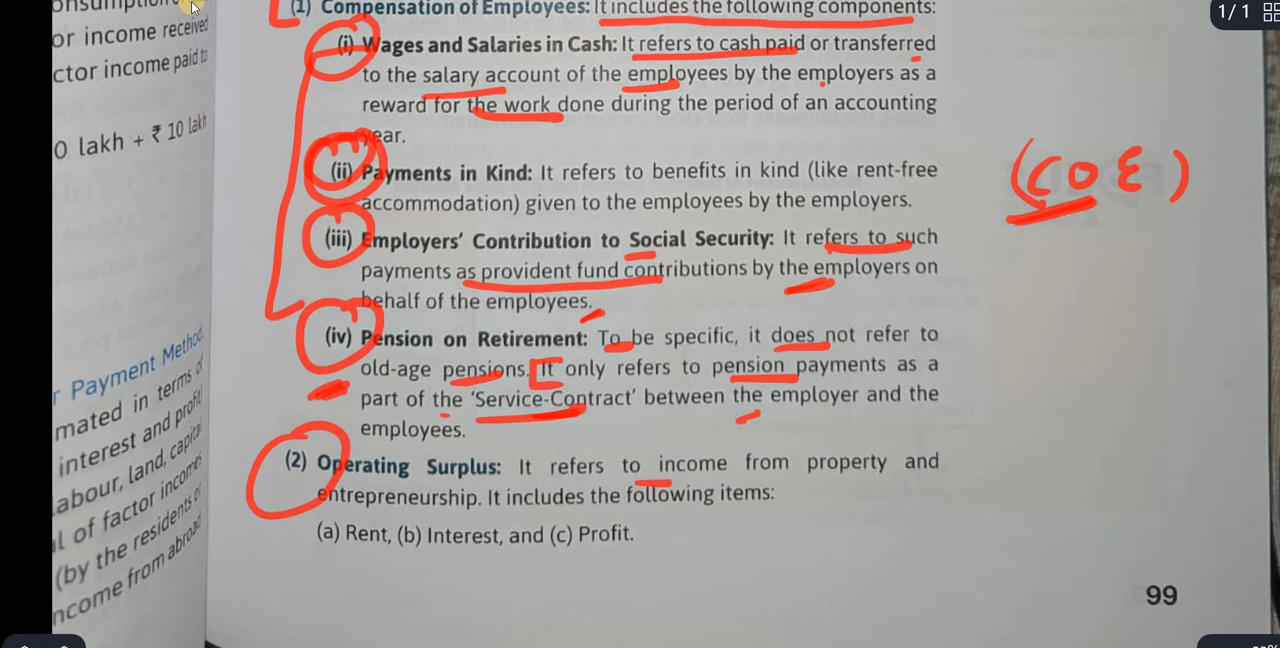 (1) Compensation of Employees: It includes the following components:
(i) Wages and Salaries in Cash: It refers to cash paid or transferred
to the salary account of the employees by the employers as a
reward for the work done during the period of an accounting
year.
(ii) Payments in Kind: It refers to benefits in kind (like rent-free
accommodation) given to the employees by the employers.
(iii) Employers' Contribution to Social Security: It refers to such
payments as provident fund contributions by the employers on
behalf of the employees.
(iv) Pension on Retirement: To be specific, it does not refer to
old-age pensions. It only refers to pension payments as a
part of the 'Service-Contract' between the employer and the
employees.
(2) Operating Surplus: It refers to income from property and
entrepreneurship. It includes the following items:
(a) Rent, (b) Interest, and (c) Profit.
99
(COE)
1/1
or income received
ctor income paid to
0 lakh + ₹ 10 lakh
r Payment Method
mated in terms of
interest and profit
abour, land, capital
l of factor incomes
(by the residents of
ncome from abroad